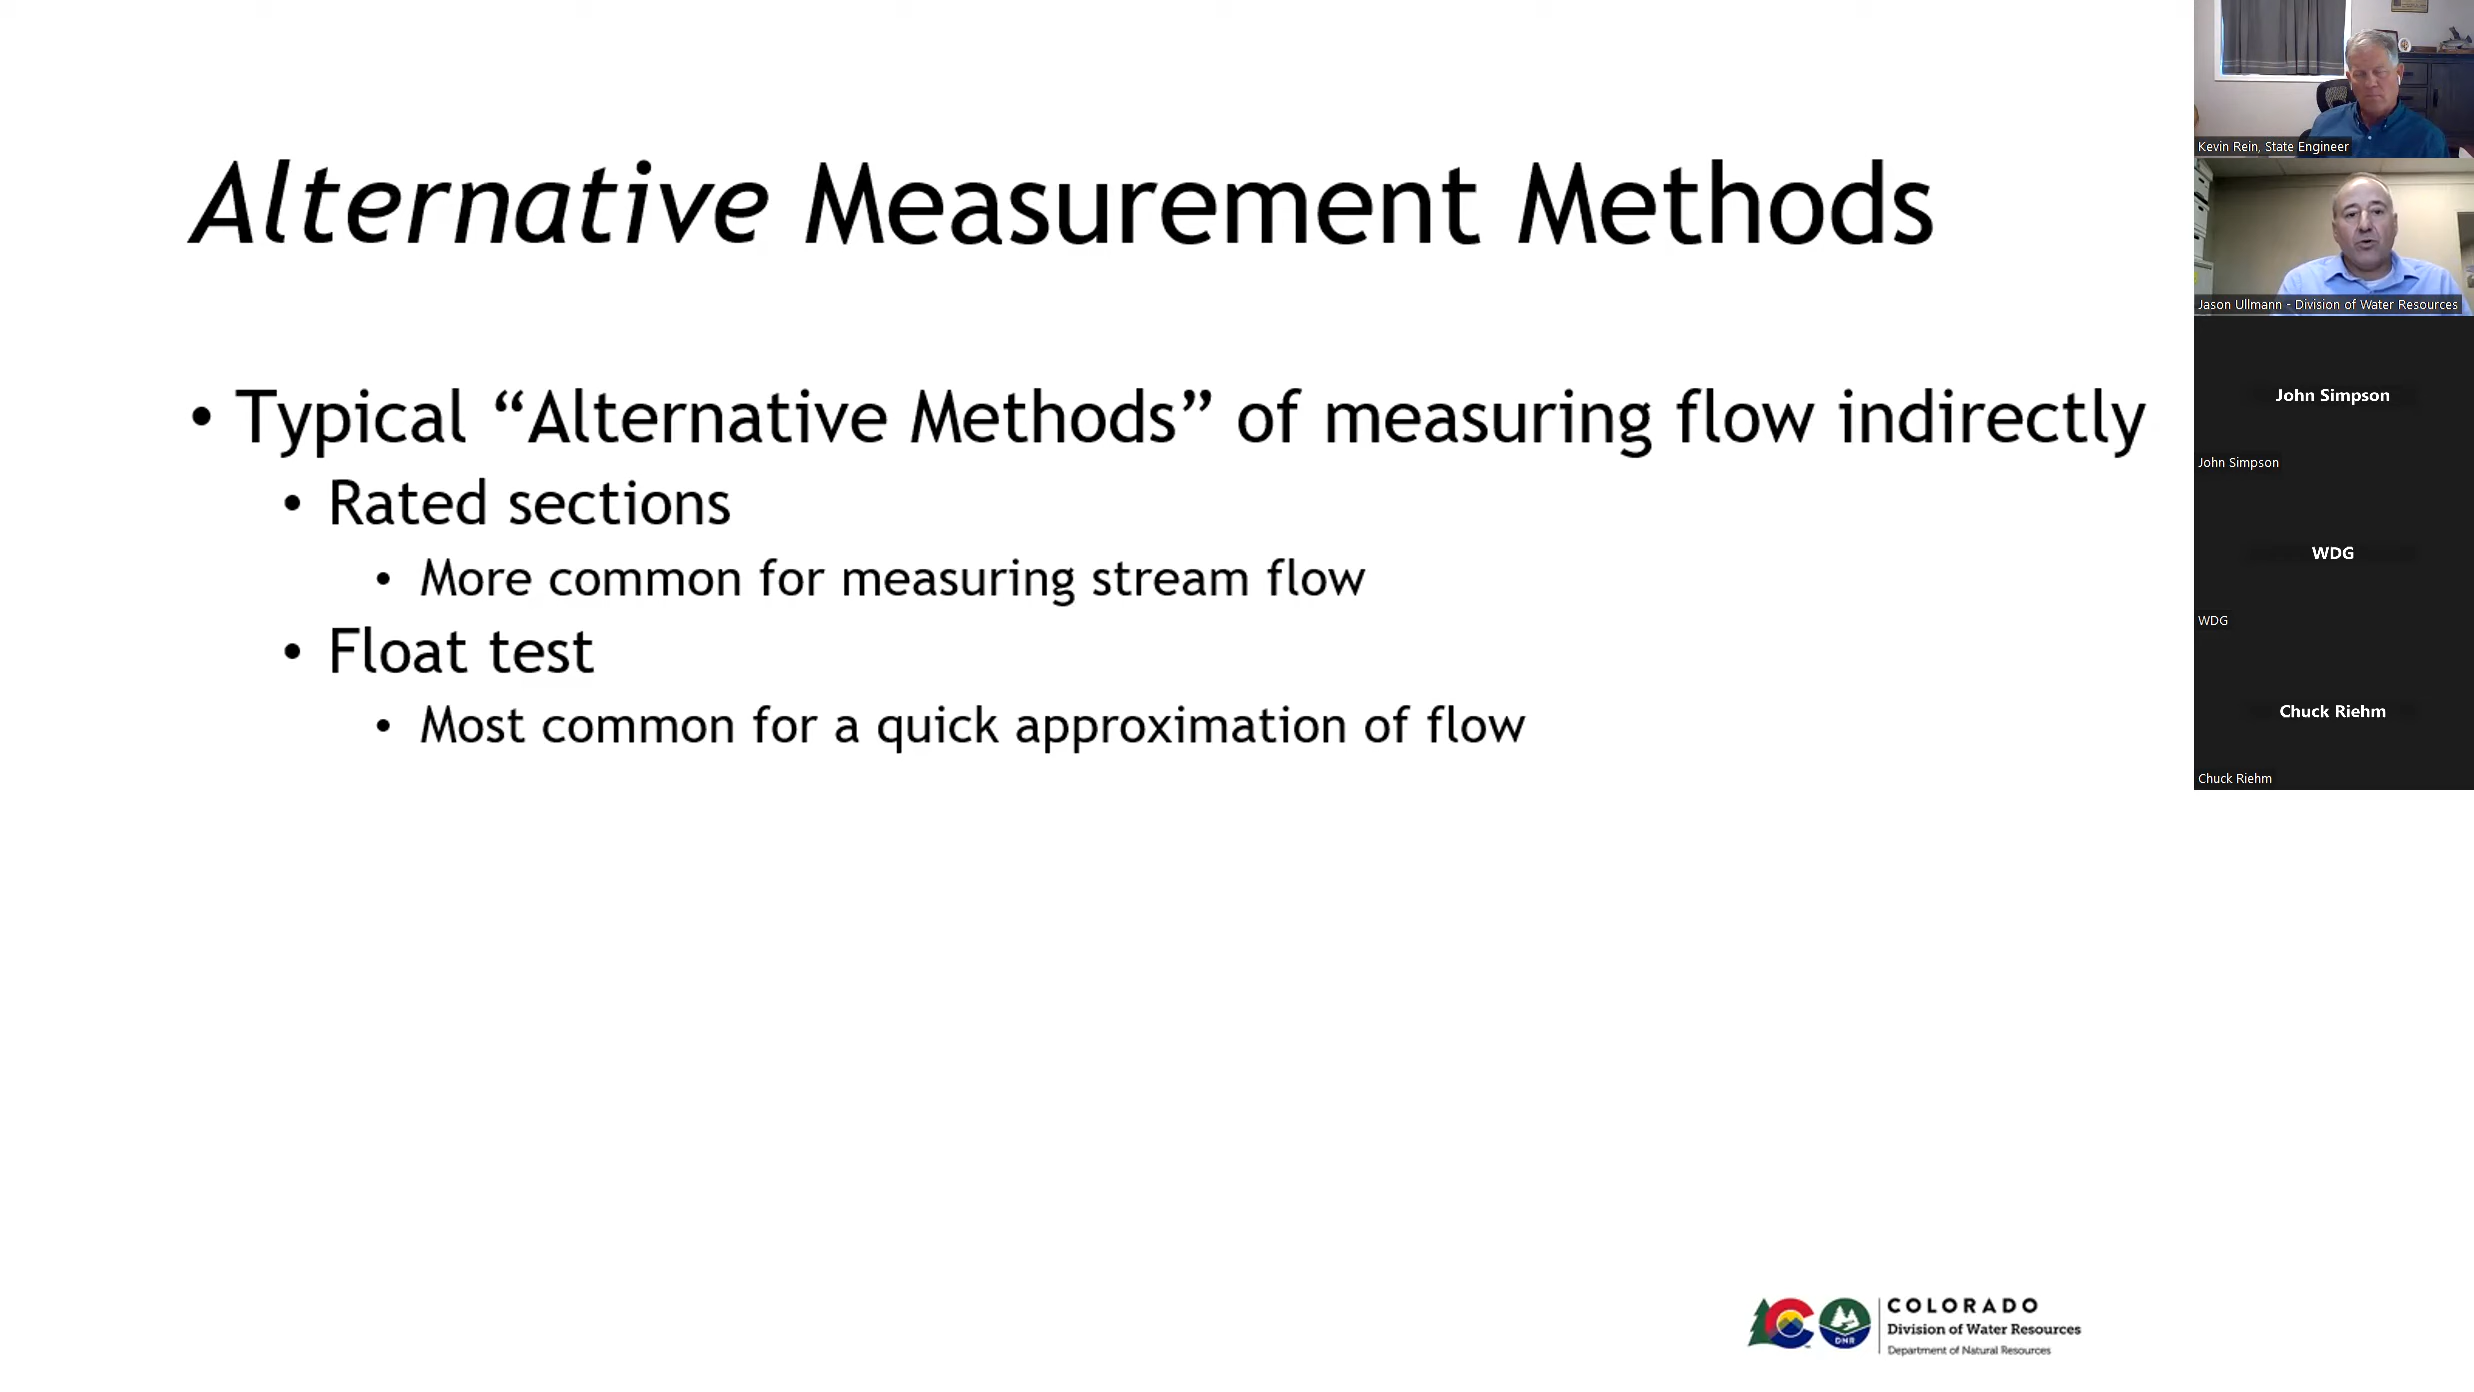 Alternative Measurement Methods
• Typical “Alternative Methods” of measuring flow indirectly
• Rated sections
• More common for measuring stream flow
• Float test
• Most common for a quick approximation of flow
Kevin Rein, State Engineer
Jason Ullmann - Division of Water Resources
John Simpson
John Simpson
WDG
WDG
Chuck Riehm
Chuck Riehm
DNR
COLORADO
Division of Water Resources
Department of Natural Resources